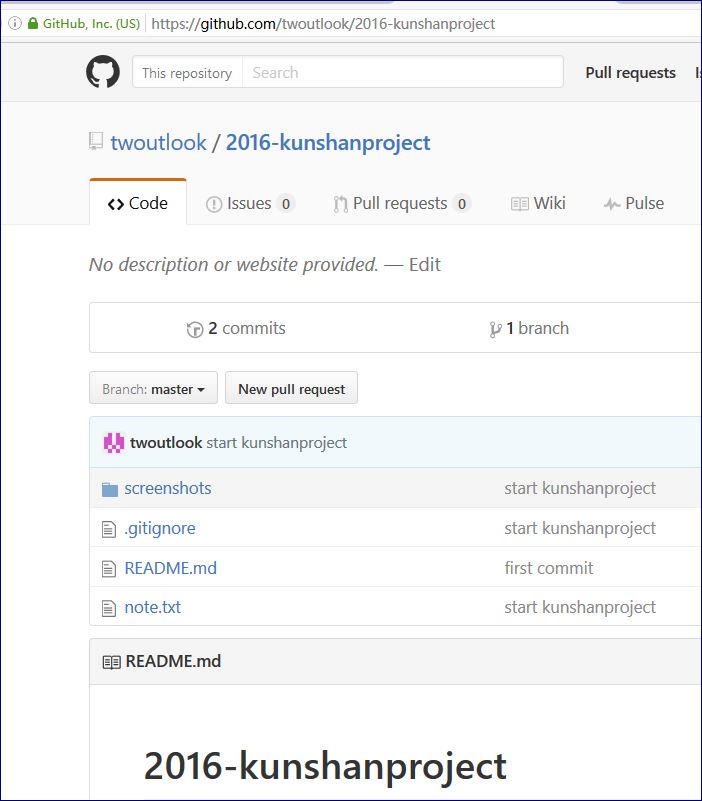 GitHub, Inc. (US) https://github.com/twoutlook/2016-kunshanproject
This repository Search Pull requests
twoutlook / 2016-kunshanproject
Code Issues 0 Pull requests 0 Wiki Pulse
No description or website provided. — Edit
2 commits 1 branch
Branch: master New pull request
twoutlook start kunshanproject
screenshots start kunshanproject
.gitignore start kunshanproject
README.md first commit
note.txt start kunshanproject
README.md
2016-kunshanproject